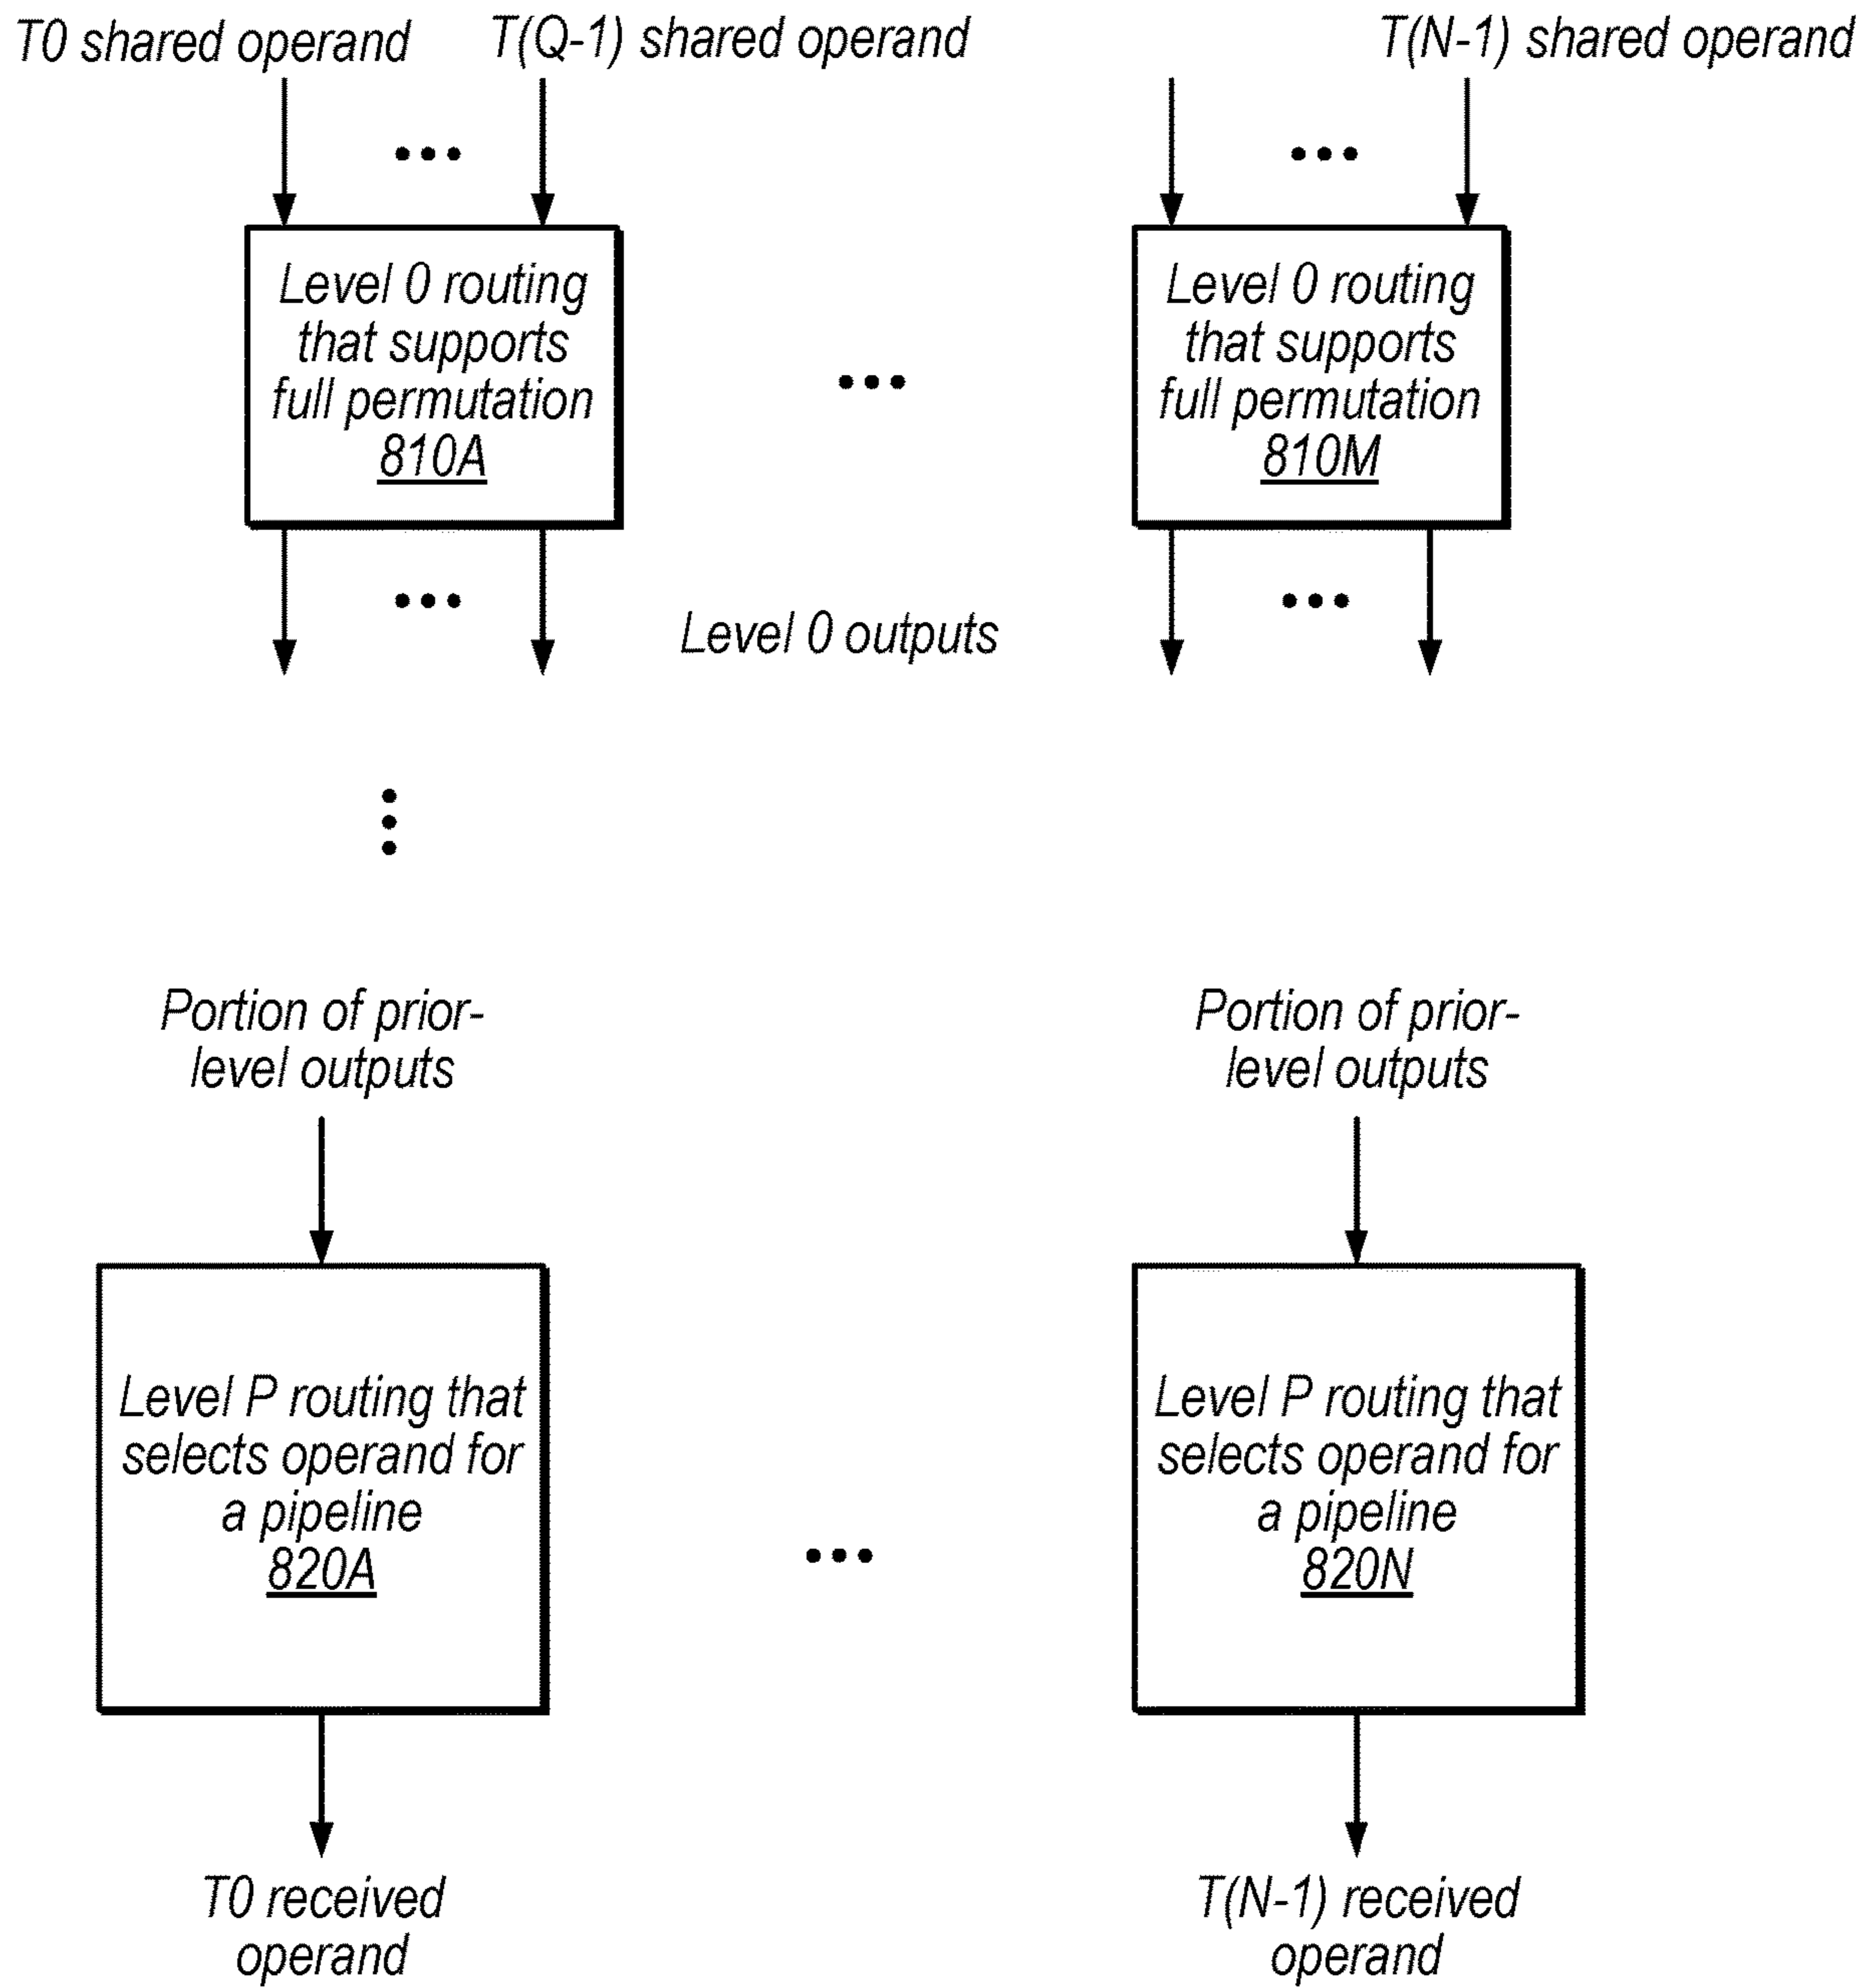 T0 shared operand
T(Q-1) shared operand
T(N-1) shared operand
Level 0 routing
that supports
full permutation
810A
Level 0 routing
that supports
full permutation
810M
Level 0 outputs
Portion of prior-
level outputs
Portion of prior-
level outputs
Level P routing that
selects operand for
a pipeline
820A
Level P routing that
selects operand for
a pipeline
820N
T0 received
operand
T(N-1) received
operand